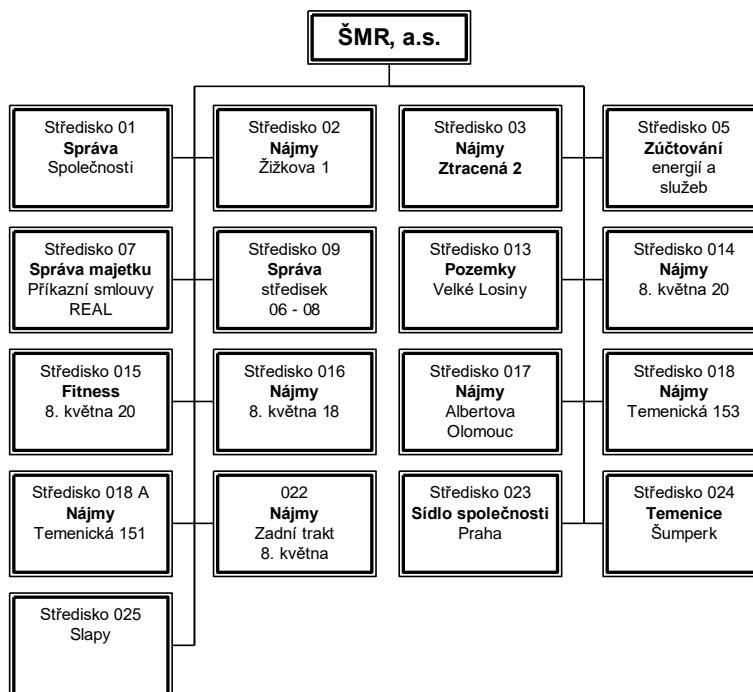 ŠMR, a.s.
Středisko 01
Správa
Společnosti
Středisko 02
Nájmy
Žižkova 1
Středisko 03
Nájmy
Ztracená 2
Středisko 05
Zúčtování
energií a
služeb
Středisko 07
Správa majetku
Příkazní smlouvy
REAL
Středisko 09
Správa
středisek
06 - 08
Středisko 013
Pozemky
Velké Losiny
Středisko 014
Nájmy
8. května 20
Středisko 015
Fitness
8. května 20
Středisko 016
Nájmy
8. května 18
Středisko 017
Nájmy
Albertova
Olomouc
Středisko 018
Nájmy
Temenická 153
Středisko 018 A
Nájmy
Temenická 151
022
Nájmy
Zadní trakt
8. května
Středisko 023
Sídlo společnosti
Praha
Středisko 024
Temenice
Šumperk
Středisko 025
Slapy